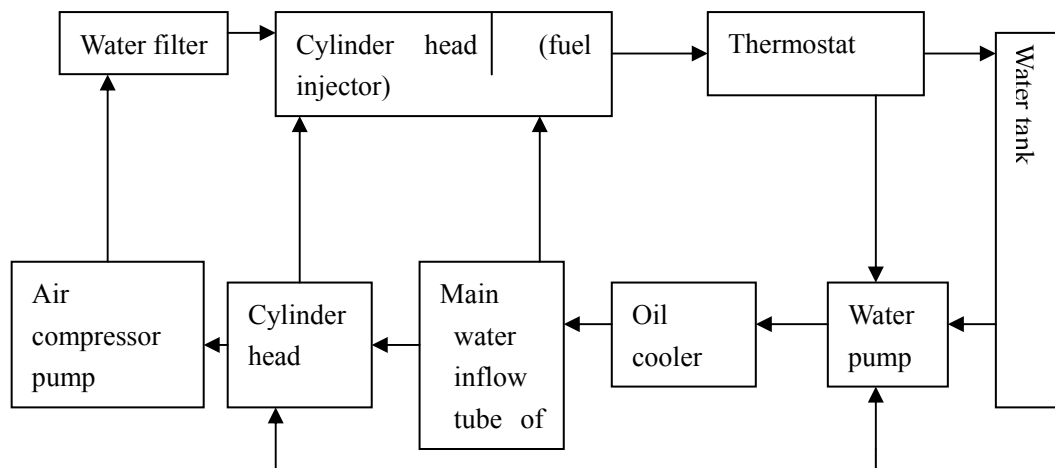 Water filter
Cylinder head (fuel
injector)
Thermostat
Water tank
Air
compressor
pump
Cylinder
head
Main
water
inflow
tube of
Oil
cooler
Water
pump